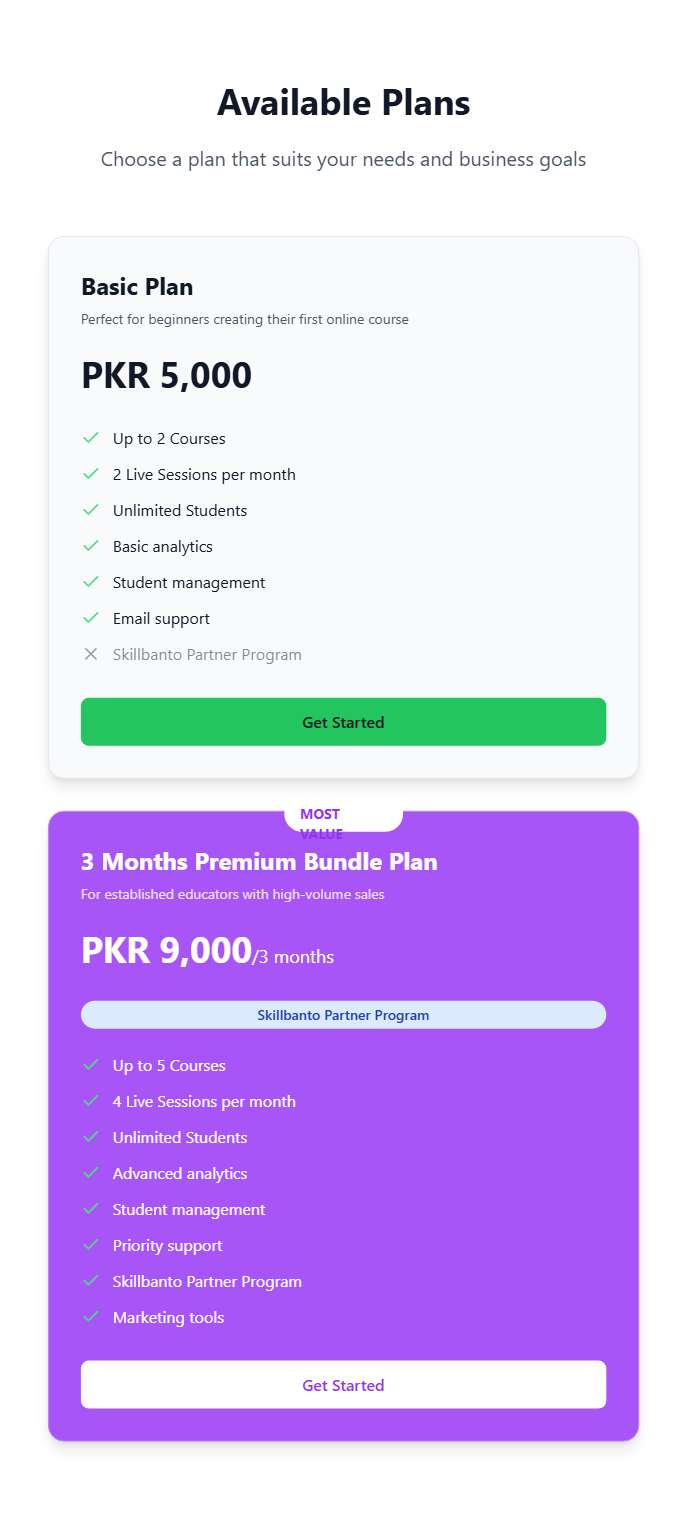 Available Plans
Choose a plan that suits your needs and business goals
Basic Plan
Perfect for beginners creating their first online course
PKR 5,000
Up to 2 Courses
2 Live Sessions per month
Unlimited Students
Basic analytics
Student management
Email support
Skillbanto Partner Program
Get Started
MOST
VALUE
3 Months Premium Bundle Plan
For established educators with high-volume sales
PKR 9,000/3 months
Skillbanto Partner Program
Up to 5 Courses
4 Live Sessions per month
Unlimited Students
Advanced analytics
Student management
Priority support
Skillbanto Partner Program
Marketing tools
Get Started